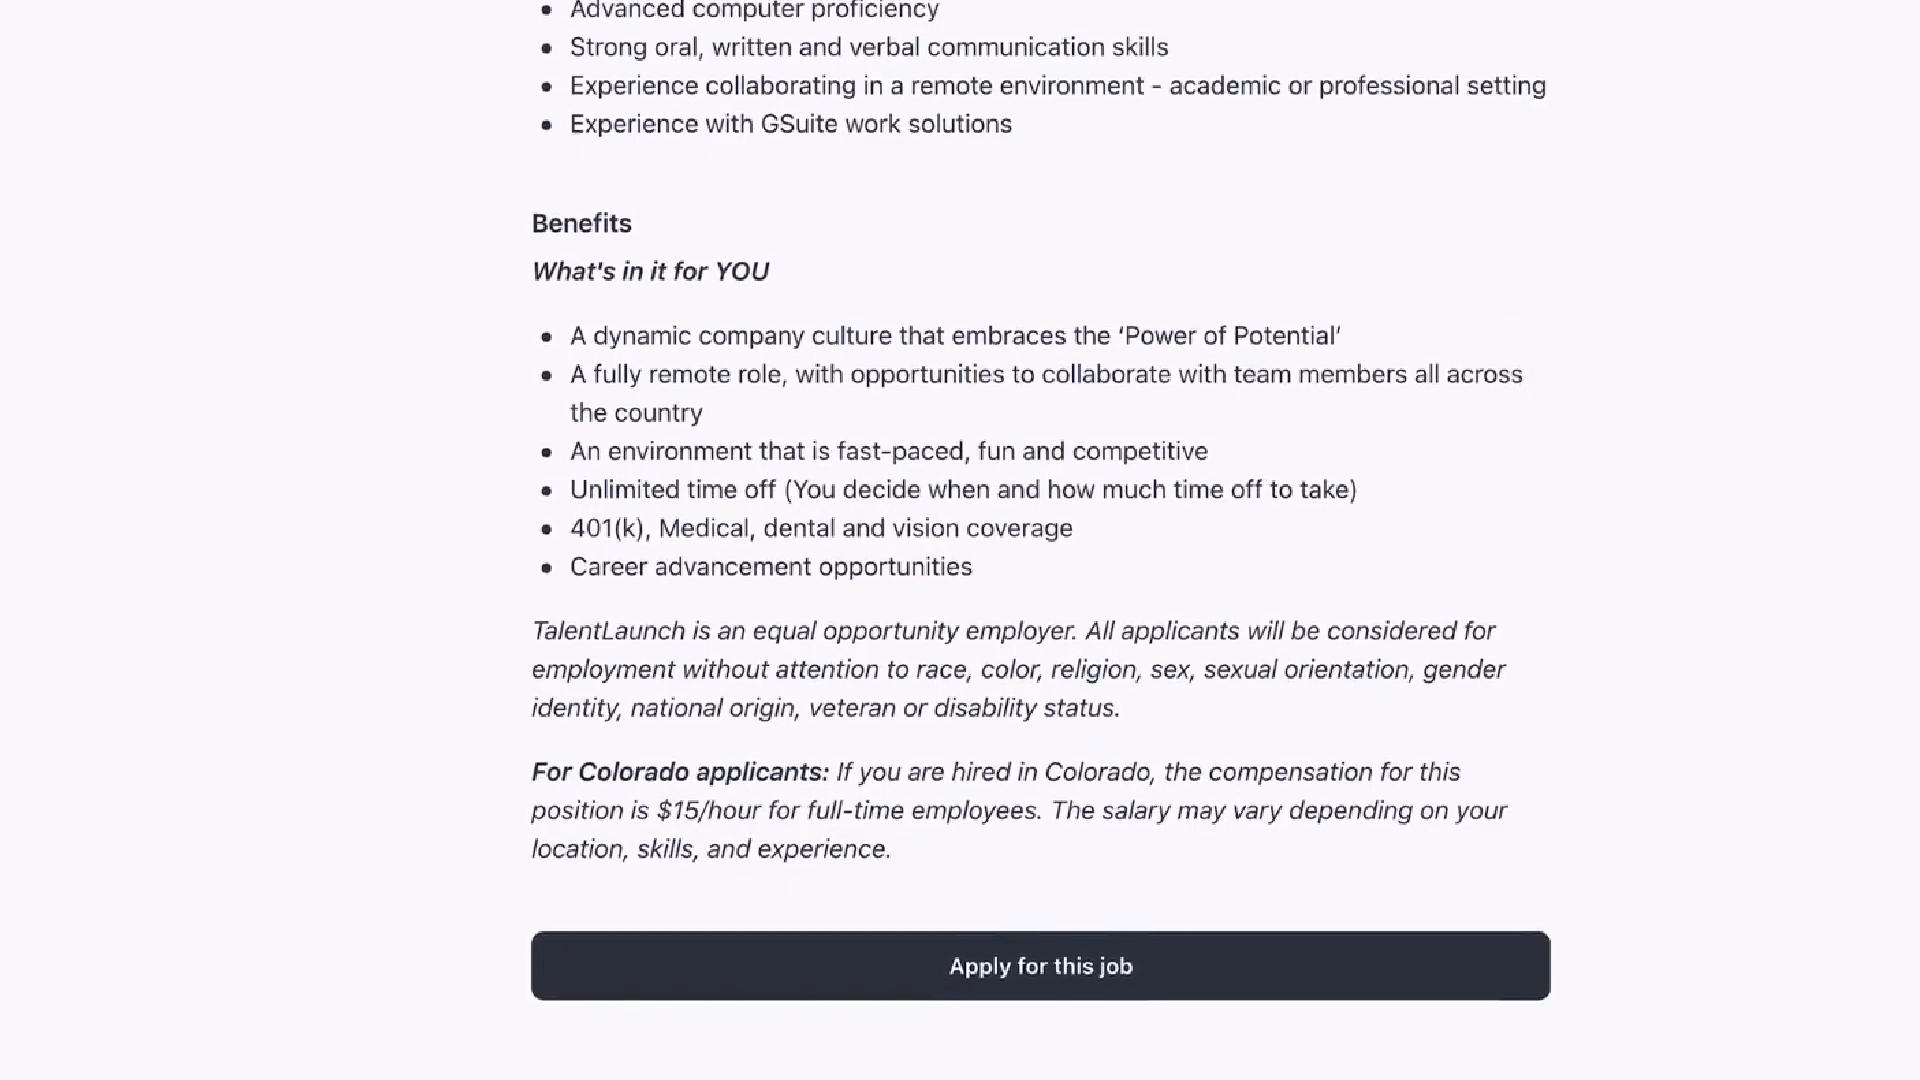 Advanced computer proficiency
Strong oral, written and verbal communication skills
Experience collaborating in a remote environment - academic or professional setting
Experience with GSuite work solutions
Benefits
What's in it for YOU
A dynamic company culture that embraces the ‘Power of Potential’
A fully remote role, with opportunities to collaborate with team members all across
the country
An environment that is fast-paced, fun and competitive
Unlimited time off (You decide when and how much time off to take)
401(k), Medical, dental and vision coverage
Career advancement opportunities
TalentLaunch is an equal opportunity employer. All applicants will be considered for
employment without attention to race, color, religion, sex, sexual orientation, gender
identity, national origin, veteran or disability status.
For Colorado applicants: If you are hired in Colorado, the compensation for this
position is $15/hour for full-time employees. The salary may vary depending on your
location, skills, and experience.
Apply for this job